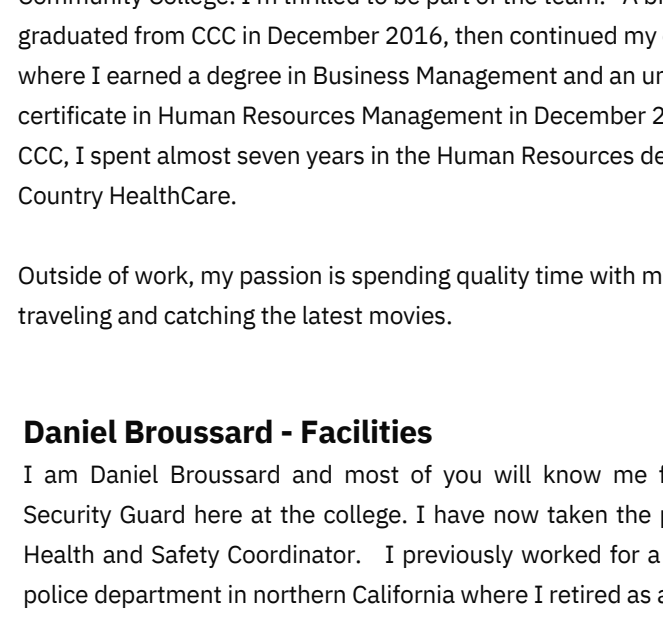 Community College. I'm thrilled to be part of the team. A
graduated from CCC in December 2016, then continued my
where I earned a degree in Business Management and an
certificate in Human Resources Management in December
CCC, I spent almost seven years in the Human Resources
Country HealthCare.
Outside of work, my passion is spending quality time with
traveling and catching the latest movies.
Daniel Broussard - Facilities
I am Daniel Broussard and most of you will know me
Security Guard here at the college. I have now taken the
Health and Safety Coordinator. I previously worked for a
police department in northern California where I retired as